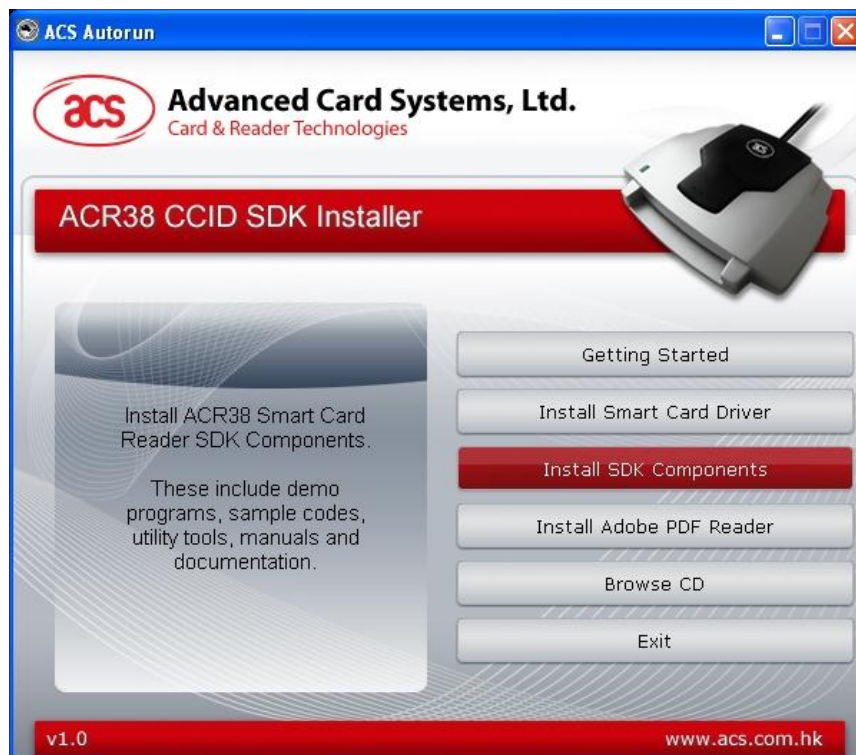 ACS Autorun
acs
Advanced Card Systems, Ltd.
Card & Reader Technologies
ACR38 CCID SDK Installer
Install ACR38 Smart Card
Reader SDK Components.
These include demo
programs, sample codes,
utility tools, manuals and
documentation.
Getting Started
Install Smart Card Driver
Install SDK Components
Install Adobe PDF Reader
Browse CD
Exit
v1.0
www.acs.com.hk